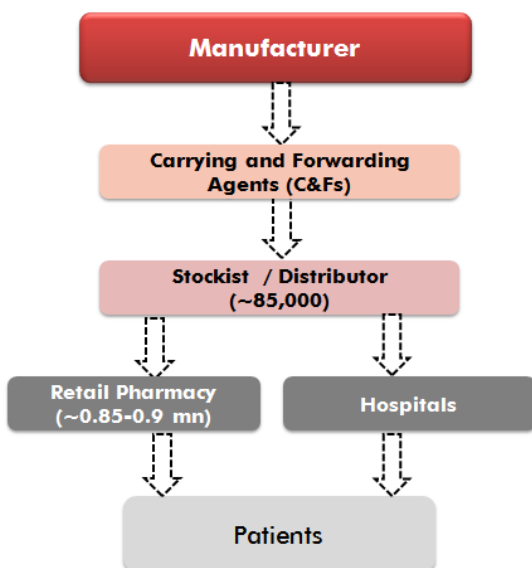 Manufacturer
Carrying and Forwarding
Agents (C&Fs)
Stockist / Distributor
(~85,000)
Retail Pharmacy
(~0.85-0.9 mn)
Hospitals
Patients